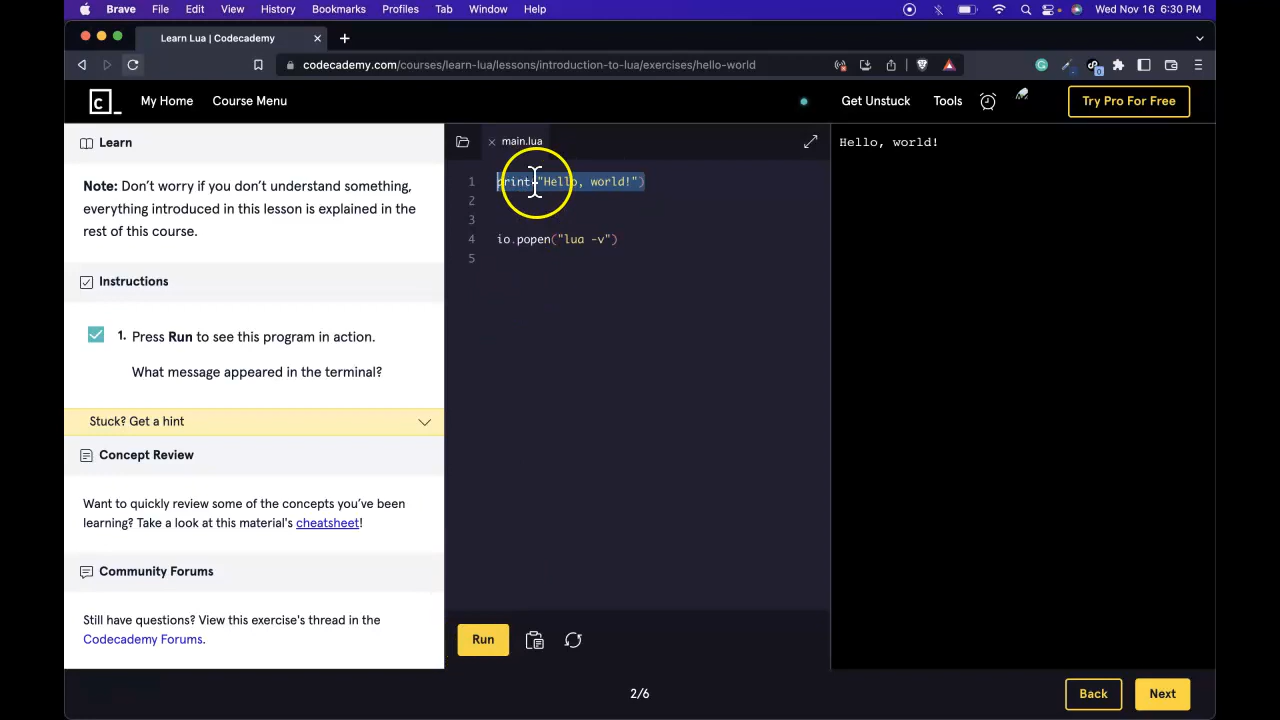 Brave File Edit View History Bookmarks Profiles Tab Window Help Wed Nov 16 6:30 PM
Learn Lua | Codecademy
codecademy.com/courses/learn-lua/lessons/introduction-to-lua/exercises/hello-world
C_ My Home Course Menu Get Unstuck Tools Try Pro For Free
Learn
Note: Don't worry if you don't understand something,
everything introduced in this lesson is explained in the
rest of this course.
Instructions
1. Press Run to see this program in action.
What message appeared in the terminal?
Stuck? Get a hint
Concept Review
Want to quickly review some of the concepts you've been
learning? Take a look at this material's cheatsheet!
Community Forums
Still have questions? View this exercise's thread in the
Codecademy Forums.
main.lua
1 print("Hello, world!")
2
3
4 io.popen("lua -v")
5
Run
Hello, world!
2/6
Back Next